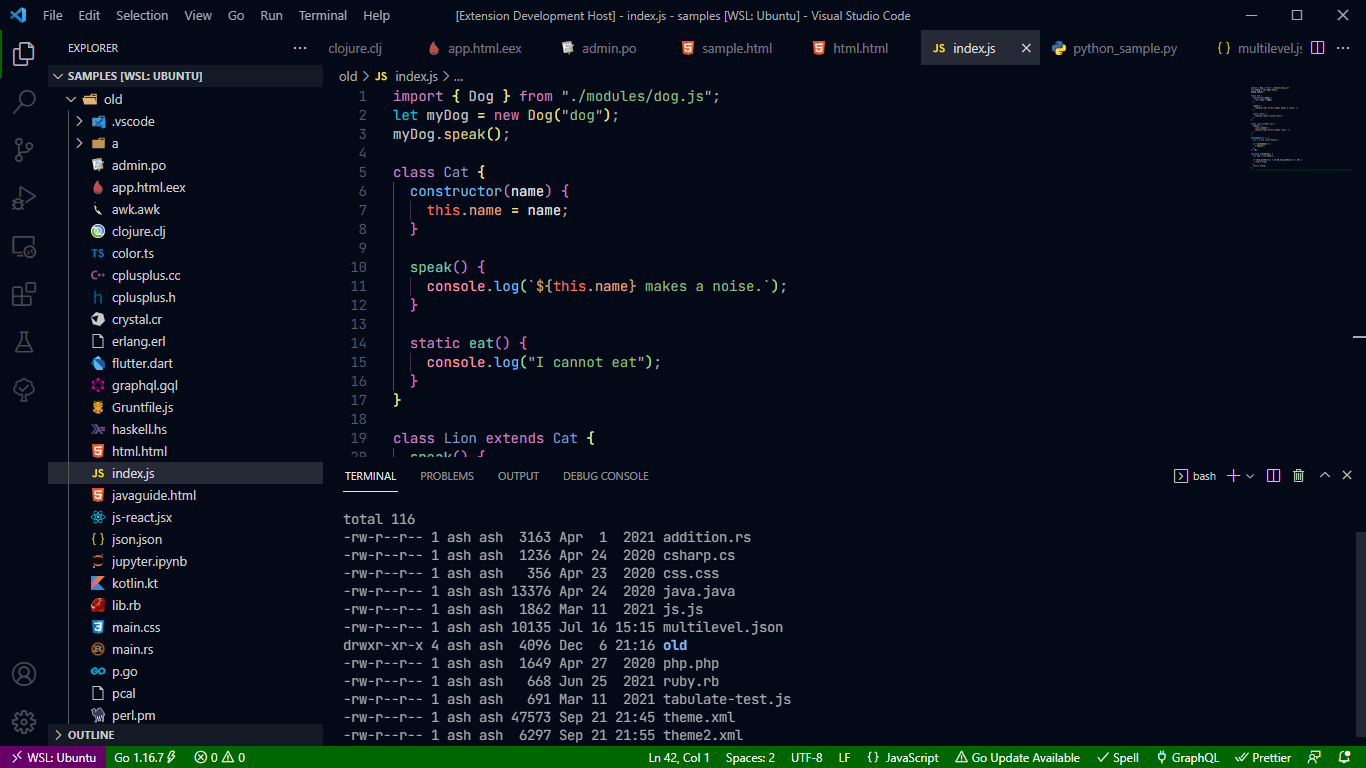 File Edit Selection View Go Run Terminal Help [Extension Development Host] - index.js - samples [WSL: Ubuntu] - Visual Studio Code
EXPLORER
clojure.clj app.html.eex admin.po sample.html html.html JS index.js python_sample.py { } multilevel.js
SAMPLES [WSL: UBUNTU]
old
.vscode
a
admin.po
app.html.eex
awk.awk
clojure.clj
TS color.ts
C++ cplusplus.cc
h cplusplus.h
crystal.cr
erlang.erl
flutter.dart
graphql.gql
Gruntfile.js
haskell.hs
html.html
JS index.js
javaguide.html
js-react.jsx
{ } json.json
jupyter.ipynb
kotlin.kt
lib.rb
main.css
main.rs
GO p.go
pcal
perl.pm
OUTLINE
old > JS index.js > ...
1 import { Dog } from "./modules/dog.js";
2 let myDog = new Dog("dog");
3 myDog.speak();
4
5 class Cat {
6 constructor(name) {
7 this.name = name;
8 }
9
10 speak() {
11 console.log(`${this.name} makes a noise.`);
12 }
13
14 static eat() {
15 console.log("I cannot eat");
16 }
17 }
18
19 class Lion extends Cat {
20 speak() {
TERMINAL PROBLEMS OUTPUT DEBUG CONSOLE bash
total 116
-rw-r--r-- 1 ash ash 3163 Apr 1 2021 addition.rs
-rw-r--r-- 1 ash ash 1236 Apr 24 2020 csharp.cs
-rw-r--r-- 1 ash ash 356 Apr 23 2020 css.css
-rw-r--r-- 1 ash ash 13376 Apr 24 2020 java.java
-rw-r--r-- 1 ash ash 1862 Mar 11 2021 js.js
-rw-r--r-- 1 ash ash 10135 Jul 16 15:15 multilevel.json
drwxr-xr-x 4 ash ash 4096 Dec 6 21:16 old
-rw-r--r-- 1 ash ash 1649 Apr 27 2020 php.php
-rw-r--r-- 1 ash ash 668 Jun 25 2021 ruby.rb
-rw-r--r-- 1 ash ash 691 Mar 11 2021 tabulate-test.js
-rw-r--r-- 1 ash ash 47573 Sep 21 21:45 theme.xml
-rw-r--r-- 1 ash ash 6297 Sep 21 21:55 theme2.xml
WSL: Ubuntu Go 1.16.7 0 0 Ln 42, Col 1 Spaces: 2 UTF-8 LF { } JavaScript Go Update Available Spell GraphQL Prettier